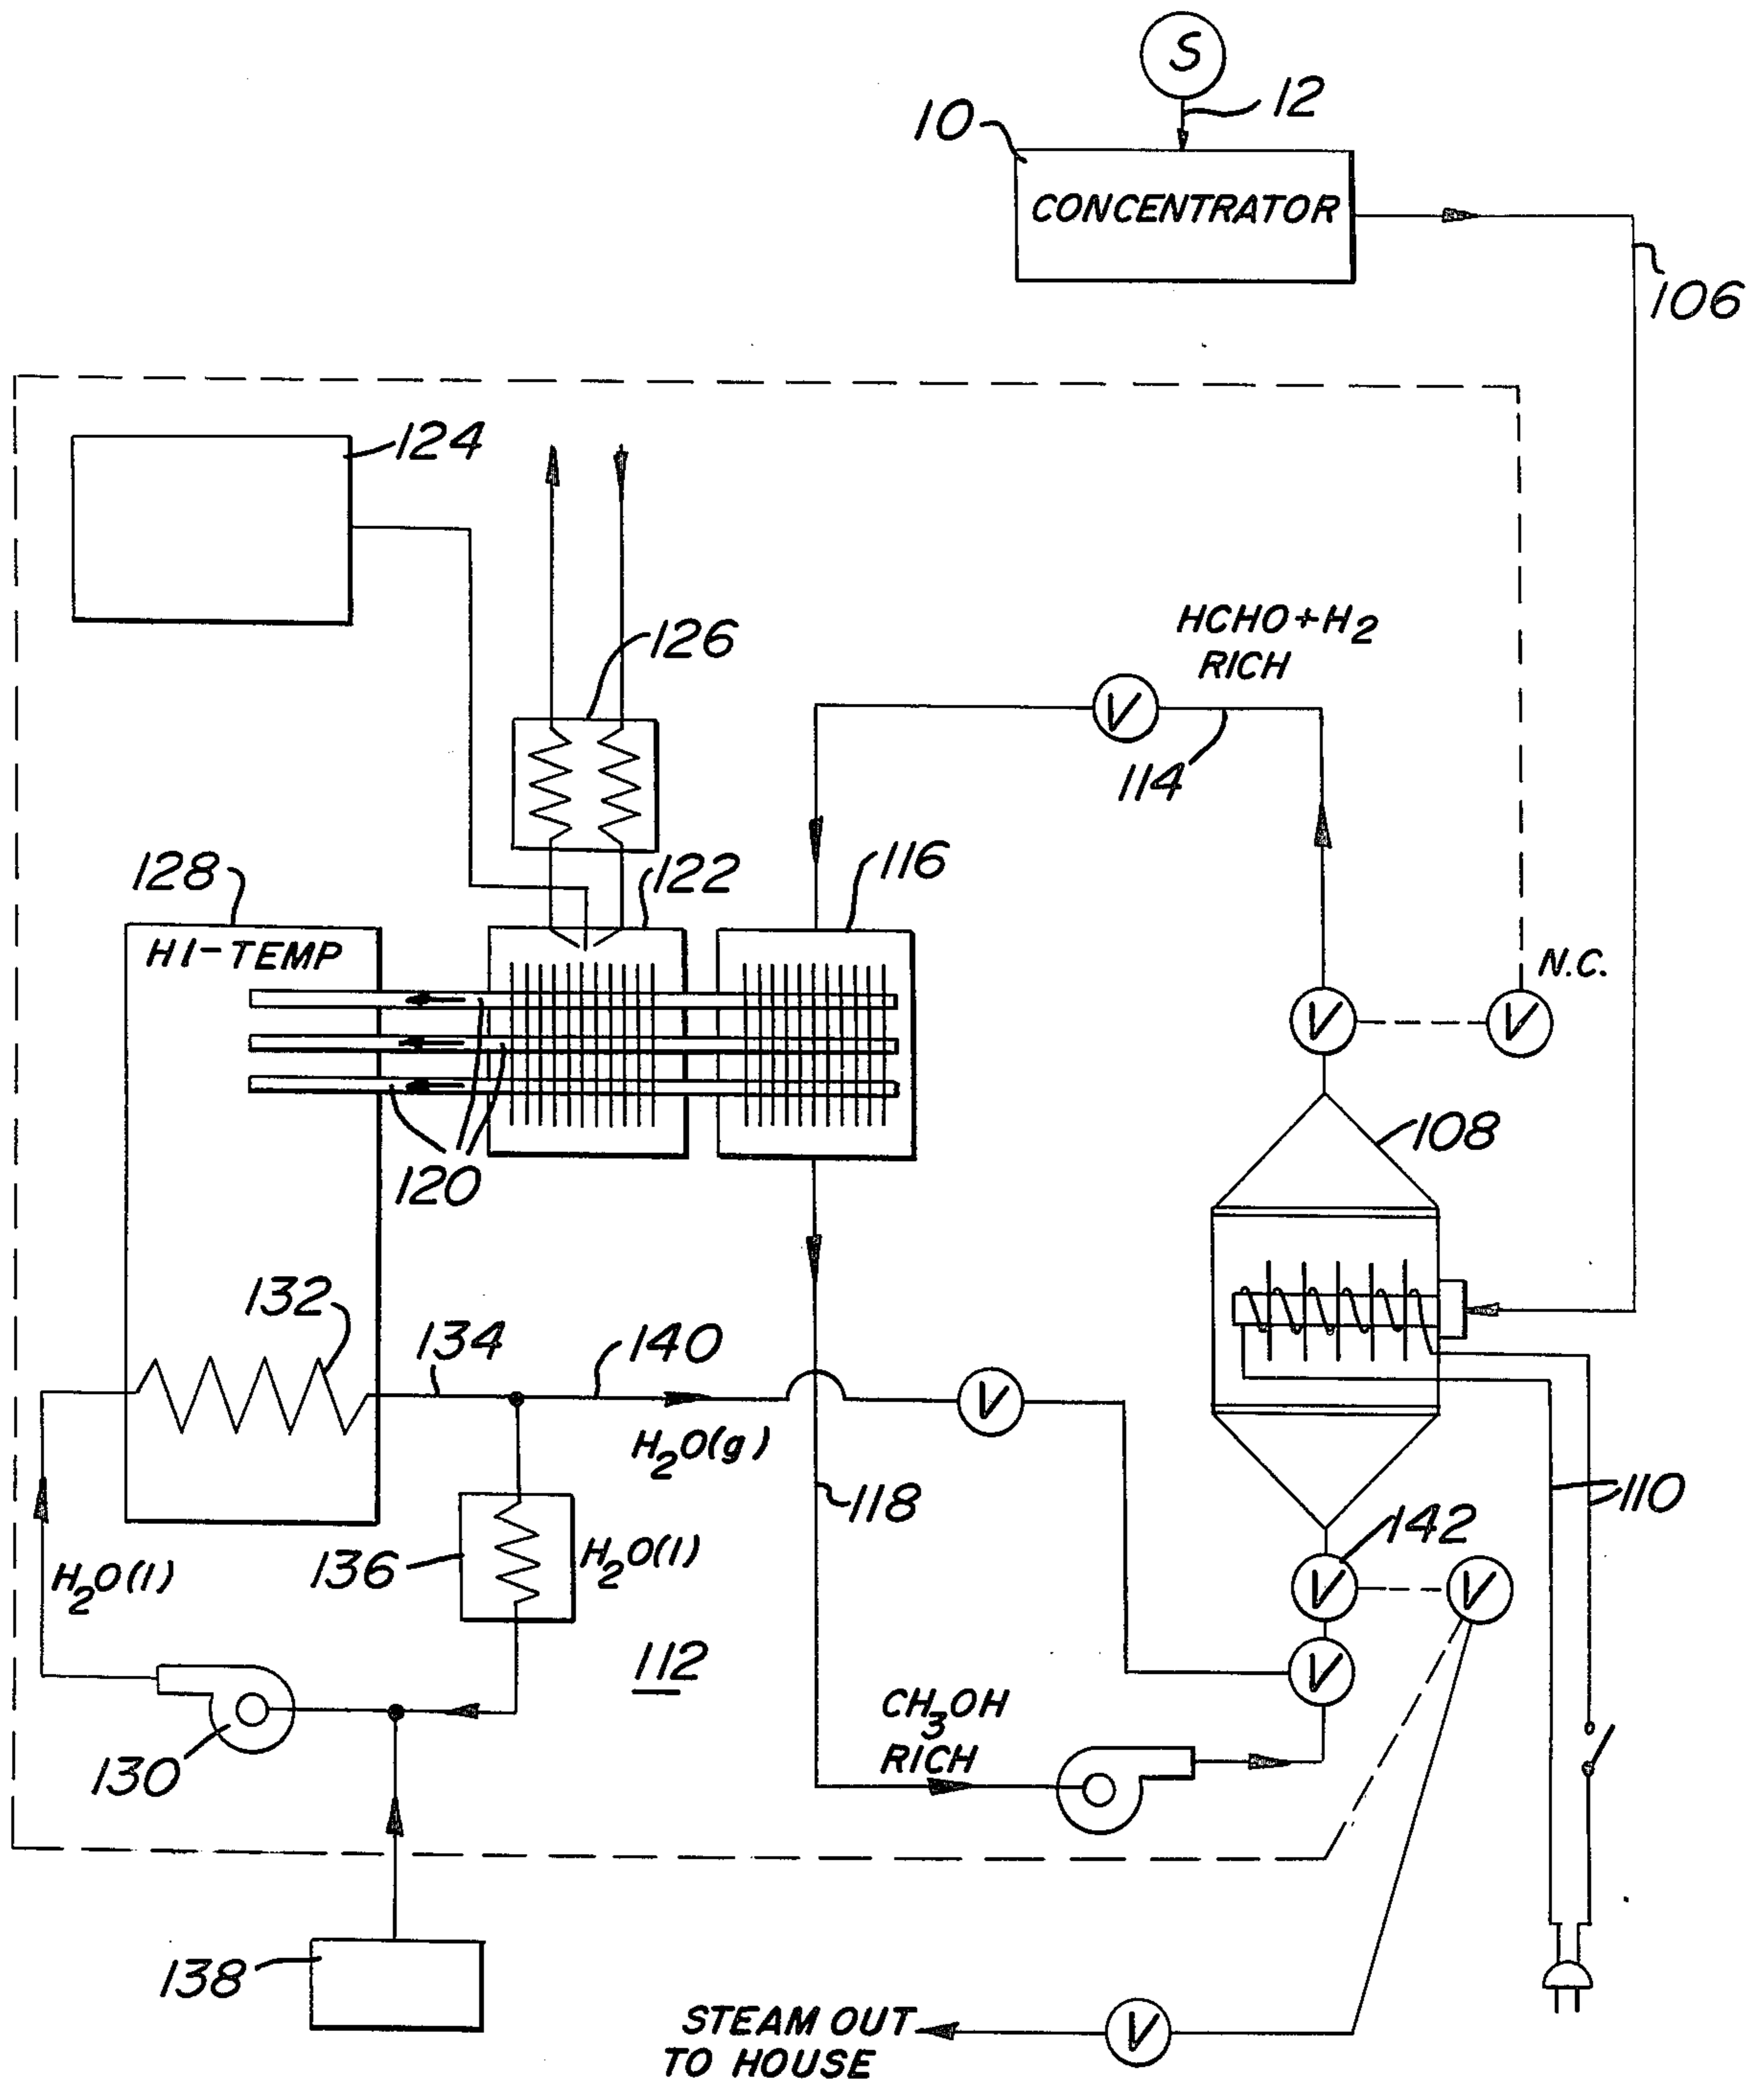 S
12
10
CONCENTRATOR
106
124
HCHO+H2
RICH
126
V
114
128
122
116
HI-TEMP
N.C.
V
V
108
120
132
134
140
V
H2O(g)
118
110
142
136
H2O(l)
H2O(l)
V
V
112
V
CH3OH
RICH
130
138
STEAM OUT
TO HOUSE
V